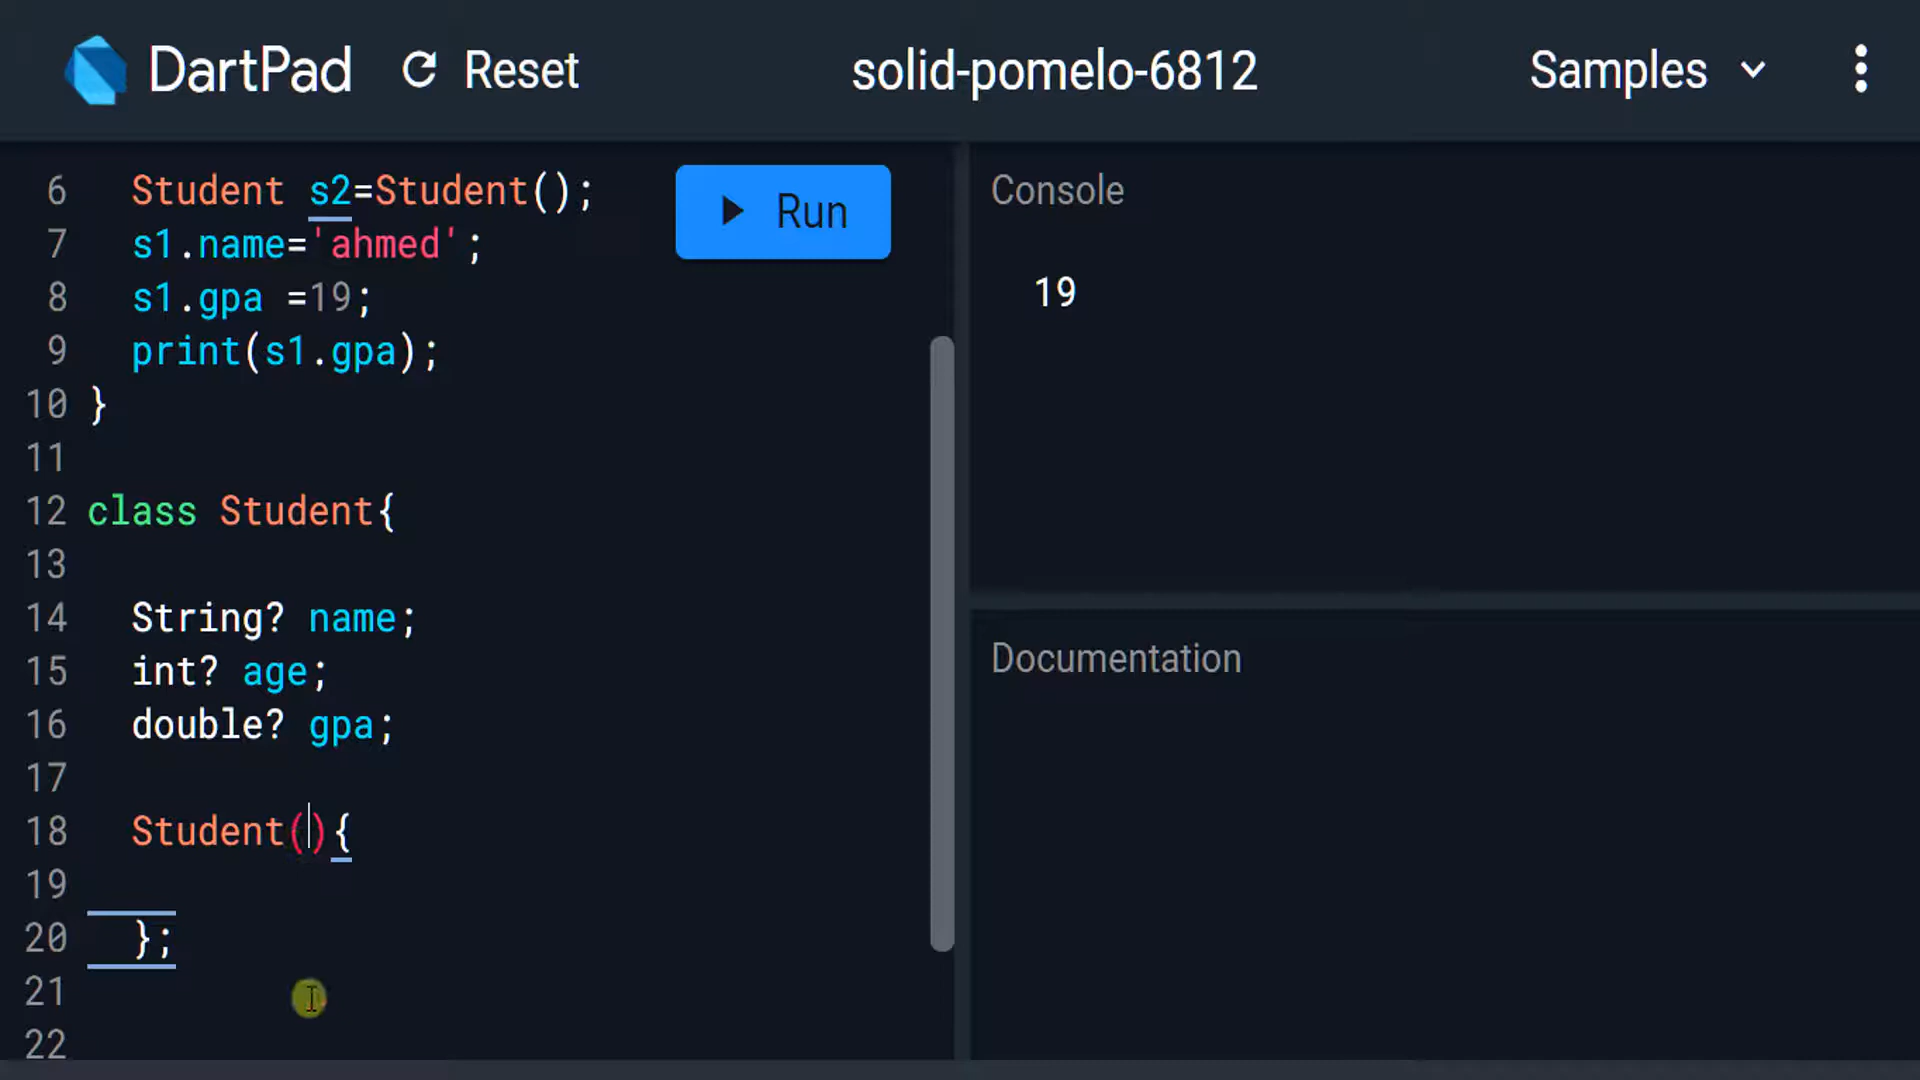 DartPad
Reset
solid-pomelo-6812
Samples
6 Student s2=Student();
7 s1.name='ahmed';
8 s1.gpa =19;
9 print(s1.gpa);
10 }
11
12 class Student{
13
14 String? name;
15 int? age;
16 double? gpa;
17
18 Student(){
19
20 };
21
22
Run
Console
19
Documentation